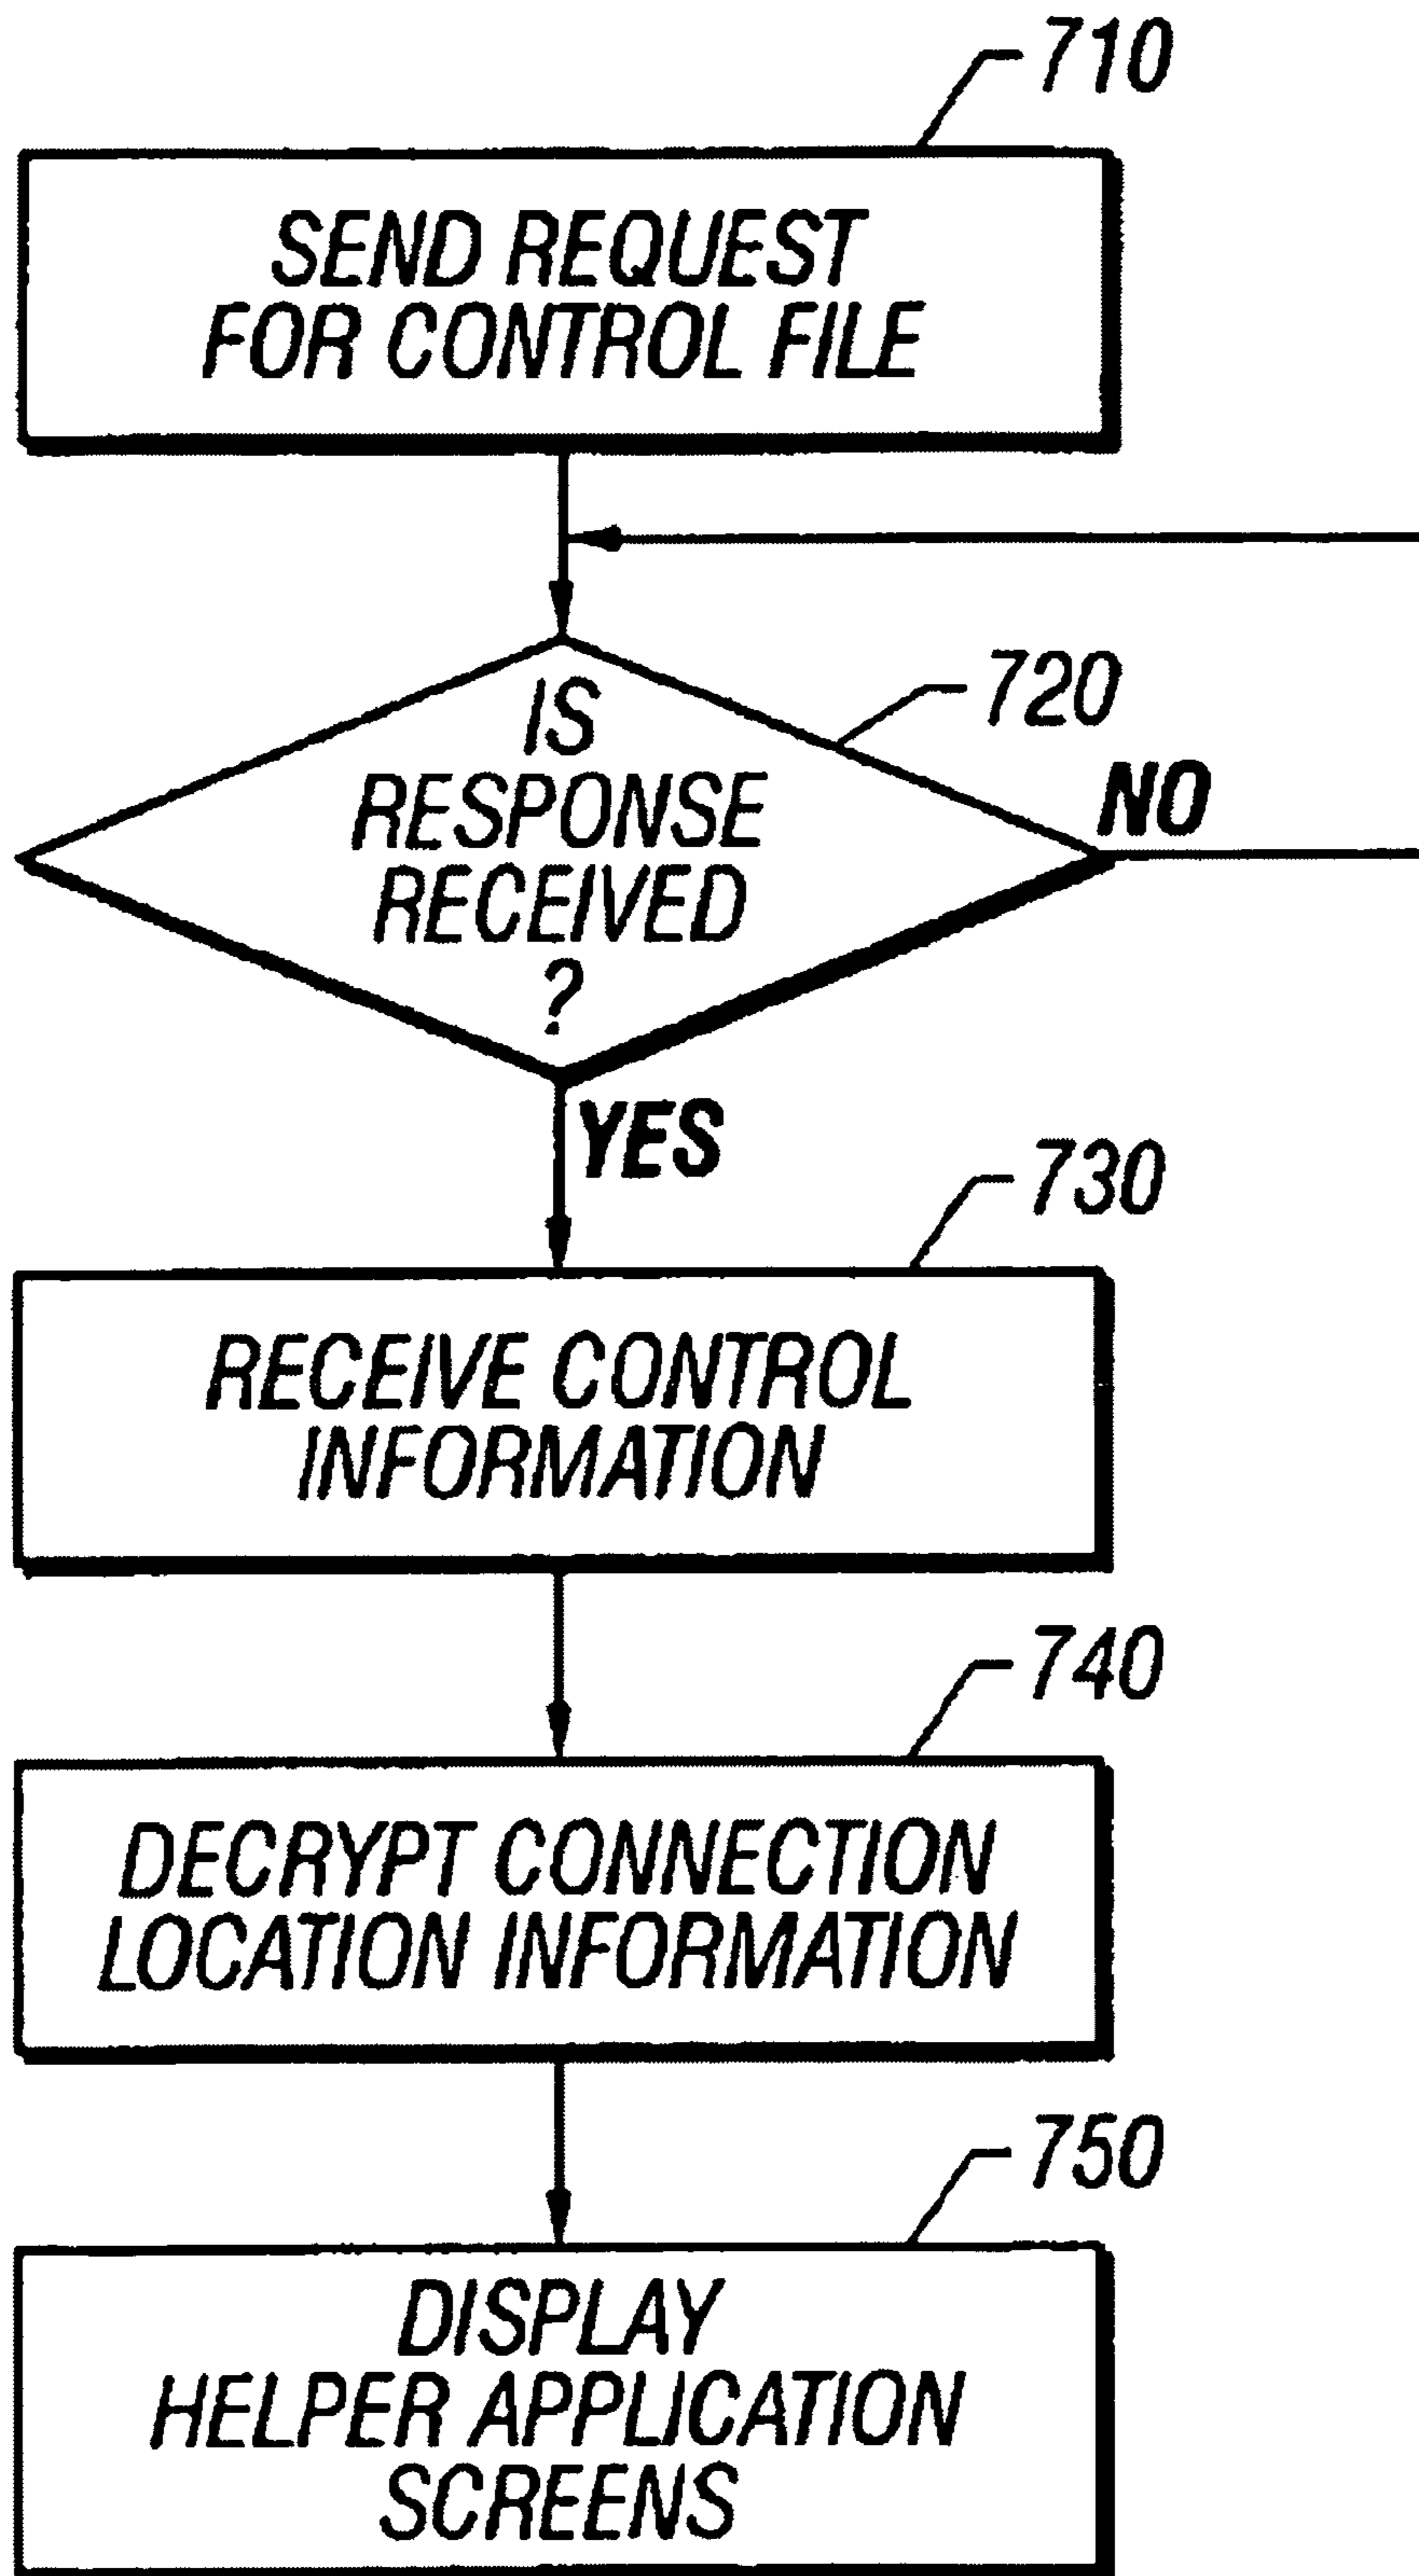 710
SEND REQUEST
FOR CONTROL FILE
720
IS
RESPONSE
RECEIVED
?
NO
YES
730
RECEIVE CONTROL
INFORMATION
740
DECRYPT CONNECTION
LOCATION INFORMATION
750
DISPLAY
HELPER APPLICATION
SCREENS